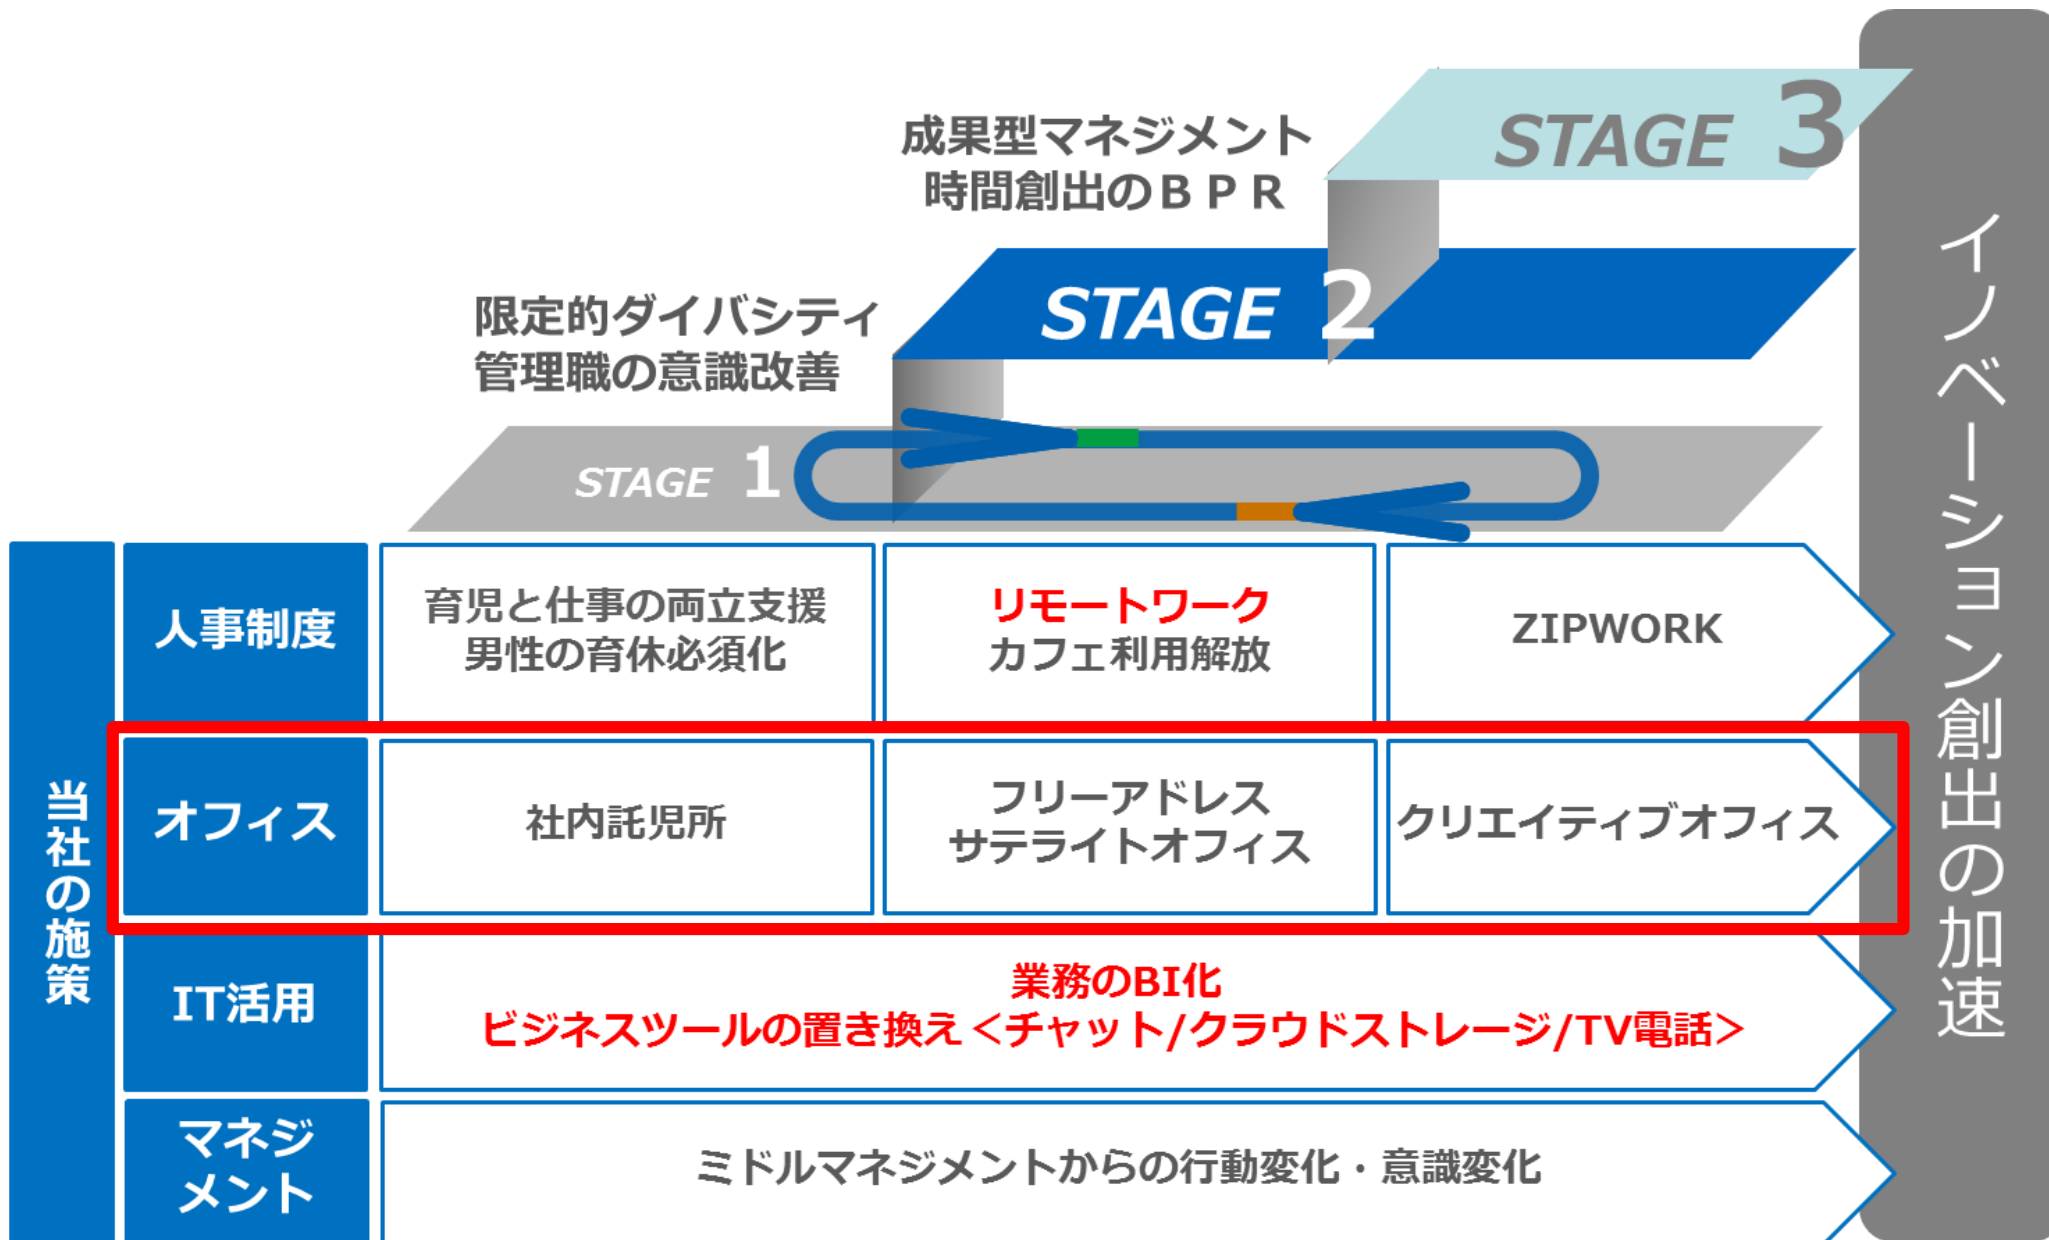 STAGE 3
成果型マネジメント
時間創出のＢＰＲ
STAGE 2
限定的ダイバシティ
管理職の意識改善
STAGE 1
イノベーション創出の加速
当社の施策
人事制度
育児と仕事の両立支援
男性の育休必須化
リモートワーク
カフェ利用解放
ZIPWORK
オフィス
社内託児所
フリーアドレス
サテライトオフィス
クリエイティブオフィス
IT活用
業務のBI化
ビジネスツールの置き換え＜チャット/クラウドストレージ/TV電話＞
マネジ
メント
ミドルマネジメントからの行動変化・意識変化